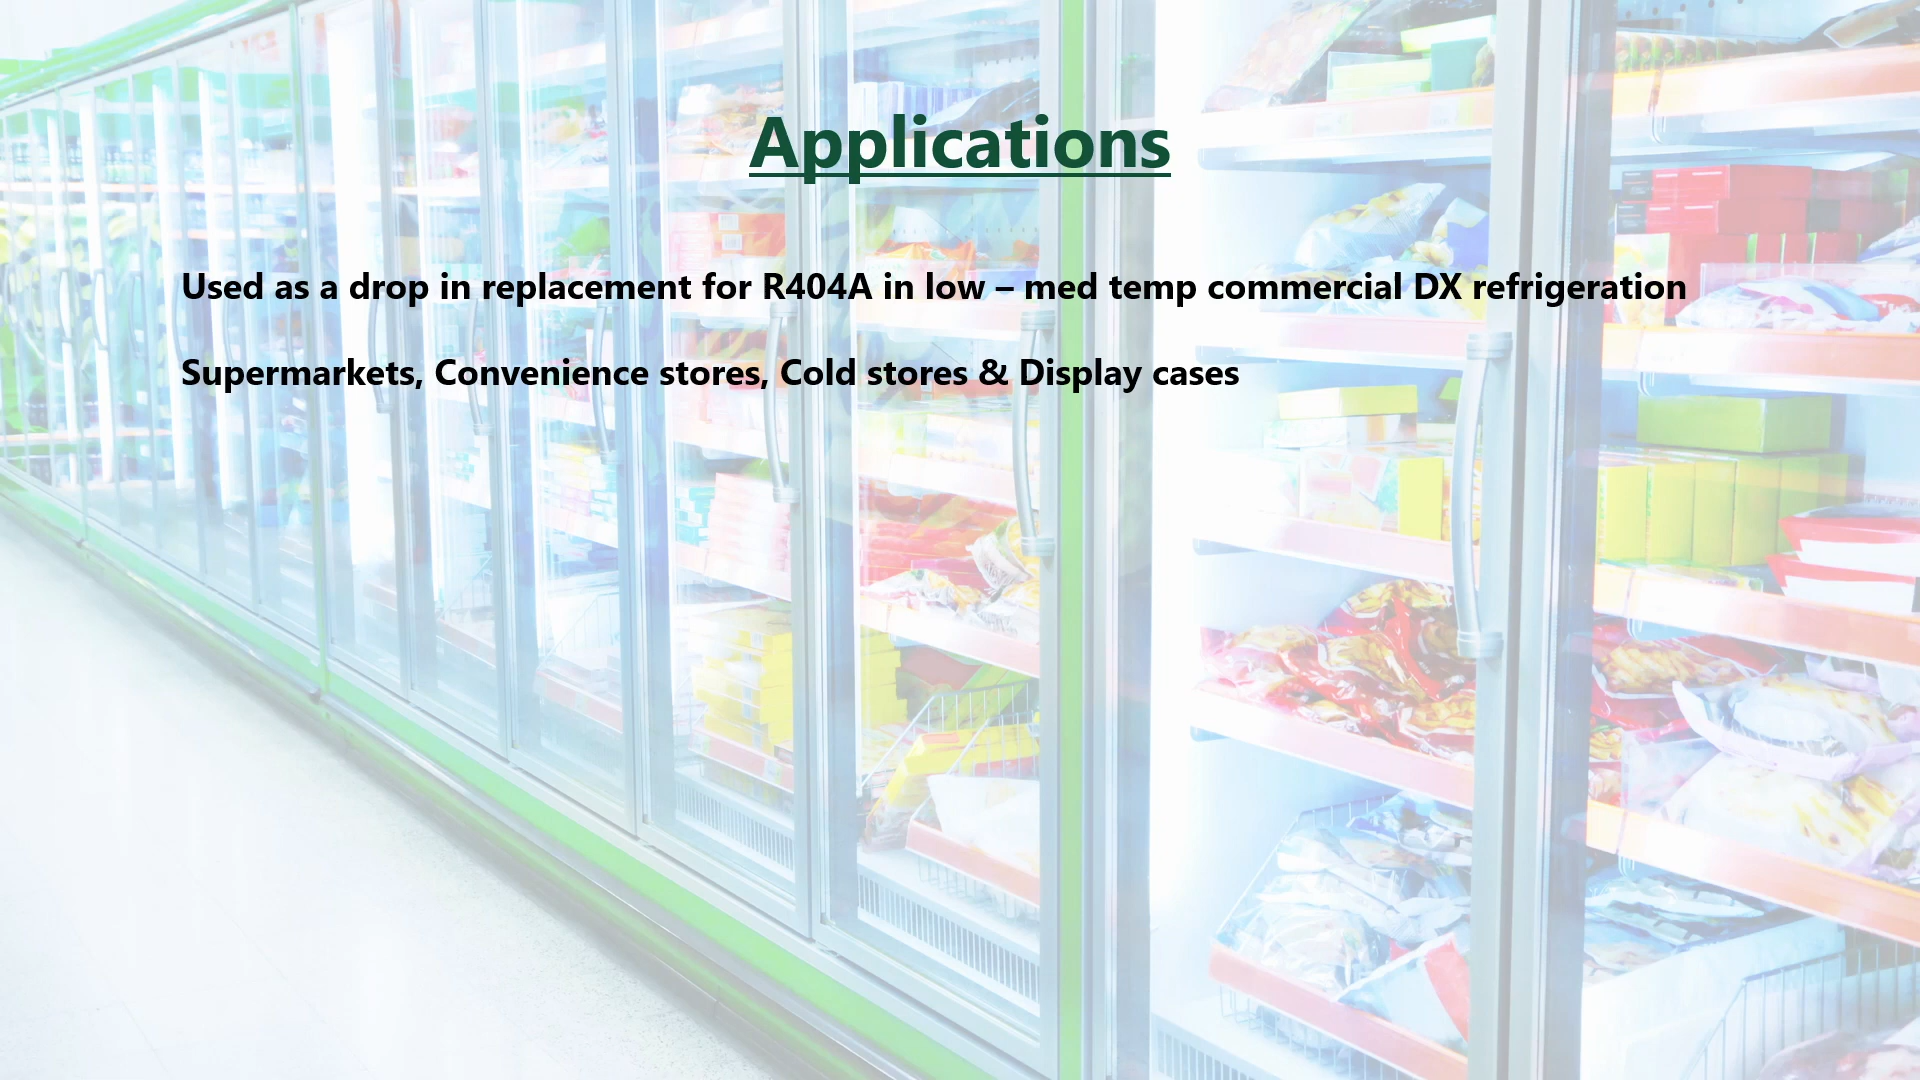 Applications
Used as a drop in replacement for R404A in low – med temp commercial DX refrigeration
Supermarkets, Convenience stores, Cold stores & Display cases